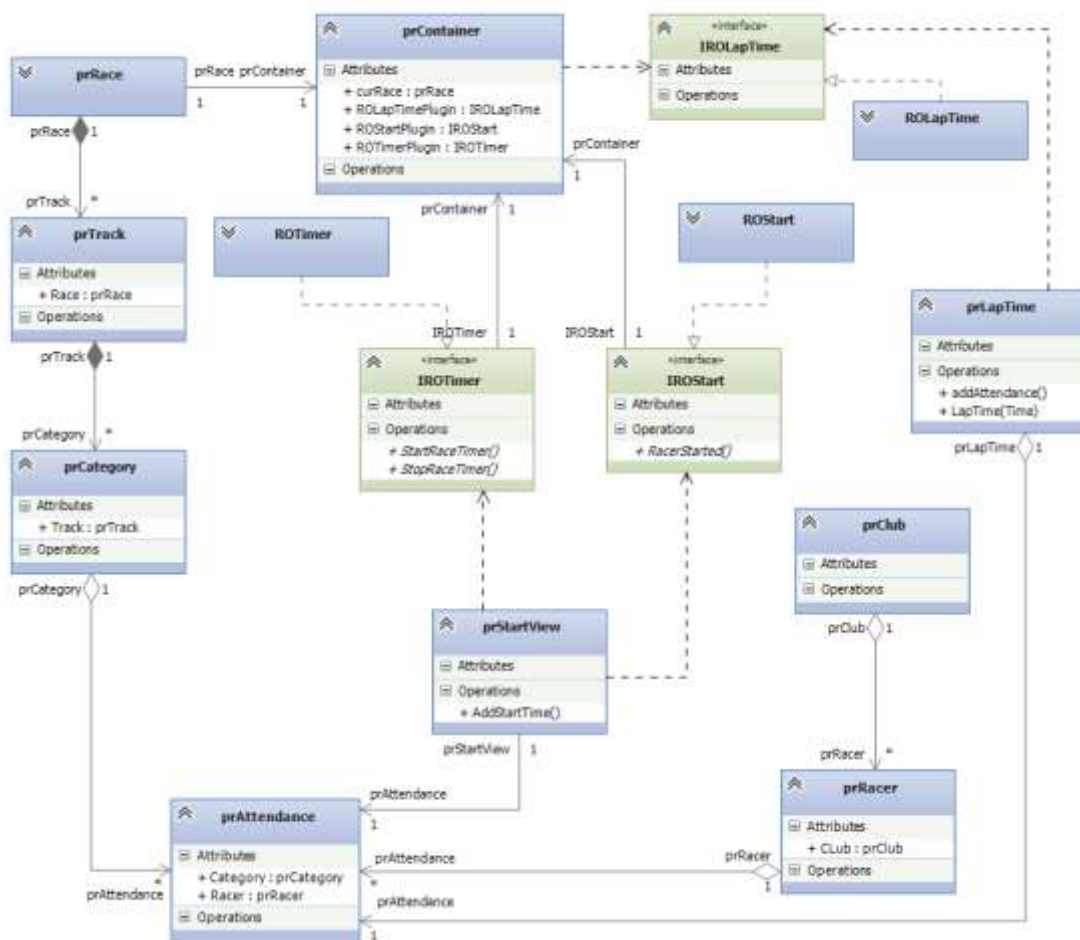 prContainer
Attributes
+ curRace : prRace
+ ROLapTimePlugin : IROLapTime
+ ROStartPlugin : IROStart
+ ROTimerPlugin : IROTimer
Operations
«interface»
IROLapTime
Attributes
Operations
prRace
prRace prContainer
1
1
ROLapTime
prRace
1
prTrack
*
prTrack
Attributes
+ Race : prRace
Operations
ROTimer
prContainer
1
prContainer
1
ROStart
prLapTime
Attributes
Operations
+ addAttendance()
+ LapTime(Time)
prLapTime
1
prTrack
1
prCategory
*
IROTimer
1
«interface»
IROTimer
Attributes
Operations
+ StartRaceTimer()
+ StopRaceTimer()
IROStart
1
«interface»
IROStart
Attributes
Operations
+ RacerStarted()
prCategory
Attributes
+ Track : prTrack
Operations
prCategory
1
prClub
Attributes
Operations
prClub
1
prStartView
Attributes
Operations
+ AddStartTime()
prStartView
1
prRacer
*
prRacer
Attributes
+ CLub : prClub
Operations
prAttendance
1
prAttendance
Attributes
+ Category : prCategory
+ Racer : prRacer
Operations
prAttendance
*
prAttendance
*
prRacer
1
prAttendance
1